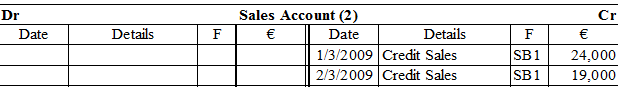 Dr Sales Account (2) Cr
Date Details F € Date Details F €
1/3/2009 Credit Sales SB1 24,000
2/3/2009 Credit Sales SB1 19,000